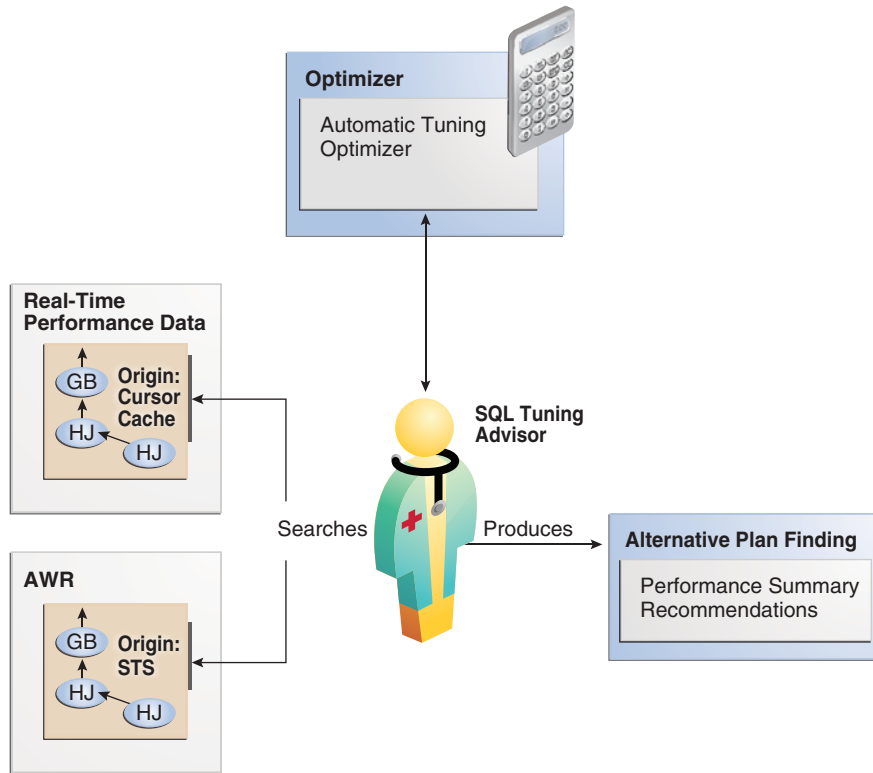 Optimizer
Automatic Tuning
Optimizer
Real-Time
Performance Data
Origin:
Cursor
Cache
GB
HJ
HJ
SQL Tuning
Advisor
Searches
Produces
Alternative Plan Finding
Performance Summary
Recommendations
AWR
Origin:
STS
GB
HJ
HJ